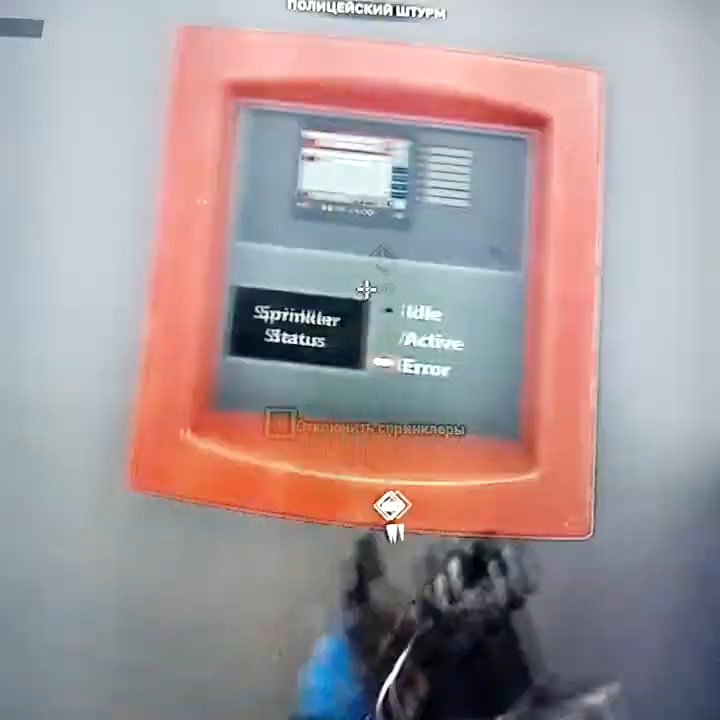 ПОЛИЦЕЙСКИЙ ШТУРМ
Sprinkler
Status
Idle
Active
Error
Отключить спринклеры